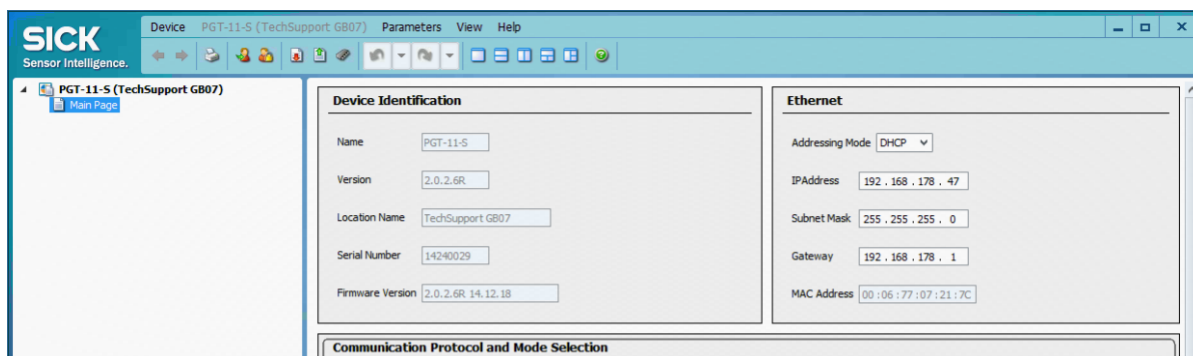 SICK
Sensor Intelligence.
Device PGT-11-S (TechSupport GB07) Parameters View Help
PGT-11-S (TechSupport GB07)
Main Page
Device Identification
Name PGT-11-S
Version 2.0.2.6R
Location Name TechSupport GB07
Serial Number 14240029
Firmware Version 2.0.2.6R 14.12.18
Ethernet
Addressing Mode DHCP
IPAddress 192 . 168 . 178 . 47
Subnet Mask 255 . 255 . 255 . 0
Gateway 192 . 168 . 178 . 1
MAC Address 00 : 06 : 77 : 07 : 21 : 7C
Communication Protocol and Mode Selection